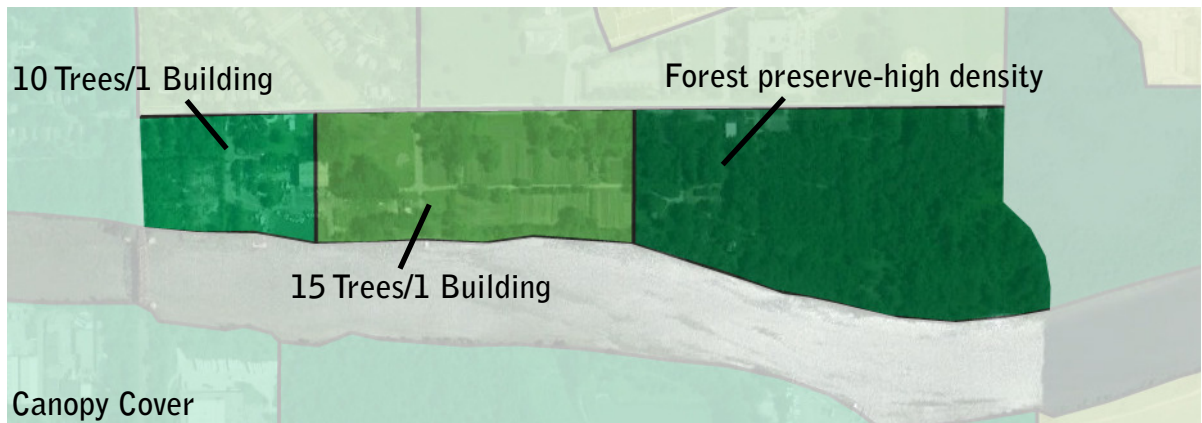 10 Trees/1 Building
Forest preserve-high density
15 Trees/1 Building
Canopy Cover